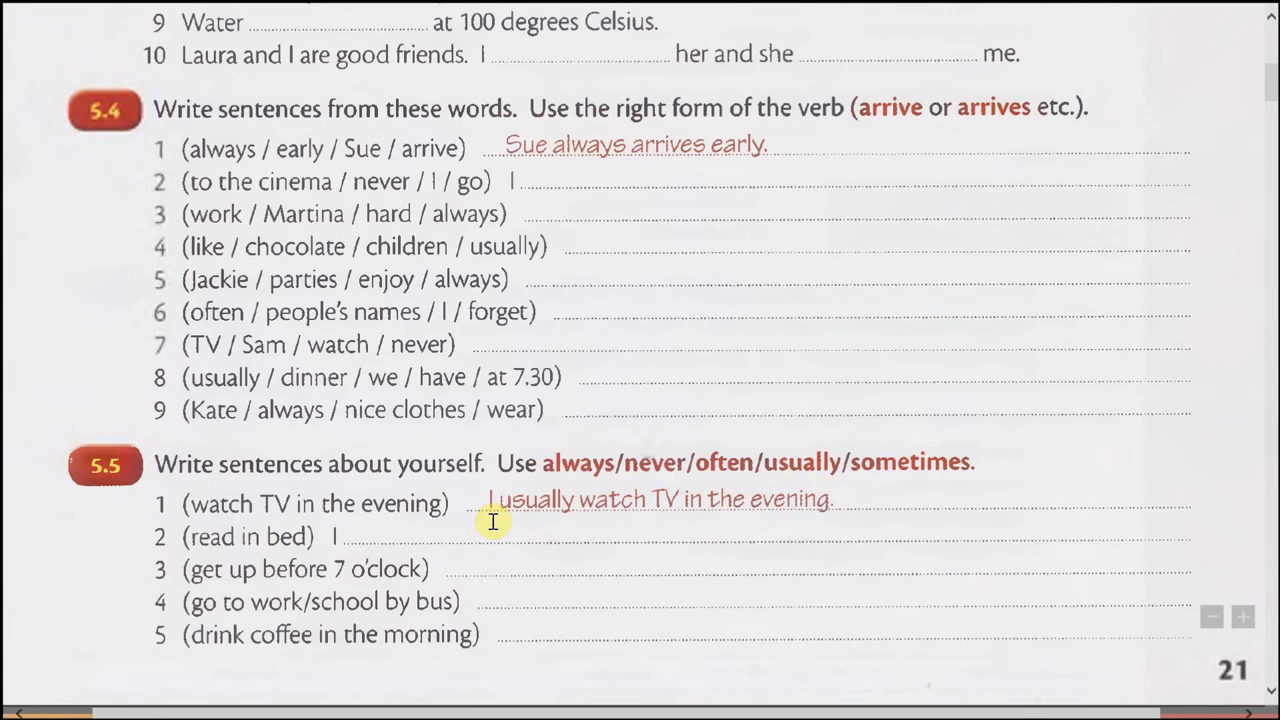 9 Water ........................ at 100 degrees Celsius.
10 Laura and I are good friends. I ........................ her and she ........................ me.
5.4 Write sentences from these words. Use the right form of the verb (arrive or arrives etc.).
1 (always / early / Sue / arrive) Sue always arrives early.
2 (to the cinema / never / I / go) I
3 (work / Martina / hard / always)
4 (like / chocolate / children / usually)
5 (Jackie / parties / enjoy / always)
6 (often / people's names / I / forget)
7 (TV / Sam / watch / never)
8 (usually / dinner / we / have / at 7.30)
9 (Kate / always / nice clothes / wear)
5.5 Write sentences about yourself. Use always/never/often/usually/sometimes.
1 (watch TV in the evening) I usually watch TV in the evening.
2 (read in bed) I
3 (get up before 7 o'clock)
4 (go to work/school by bus)
5 (drink coffee in the morning)
21